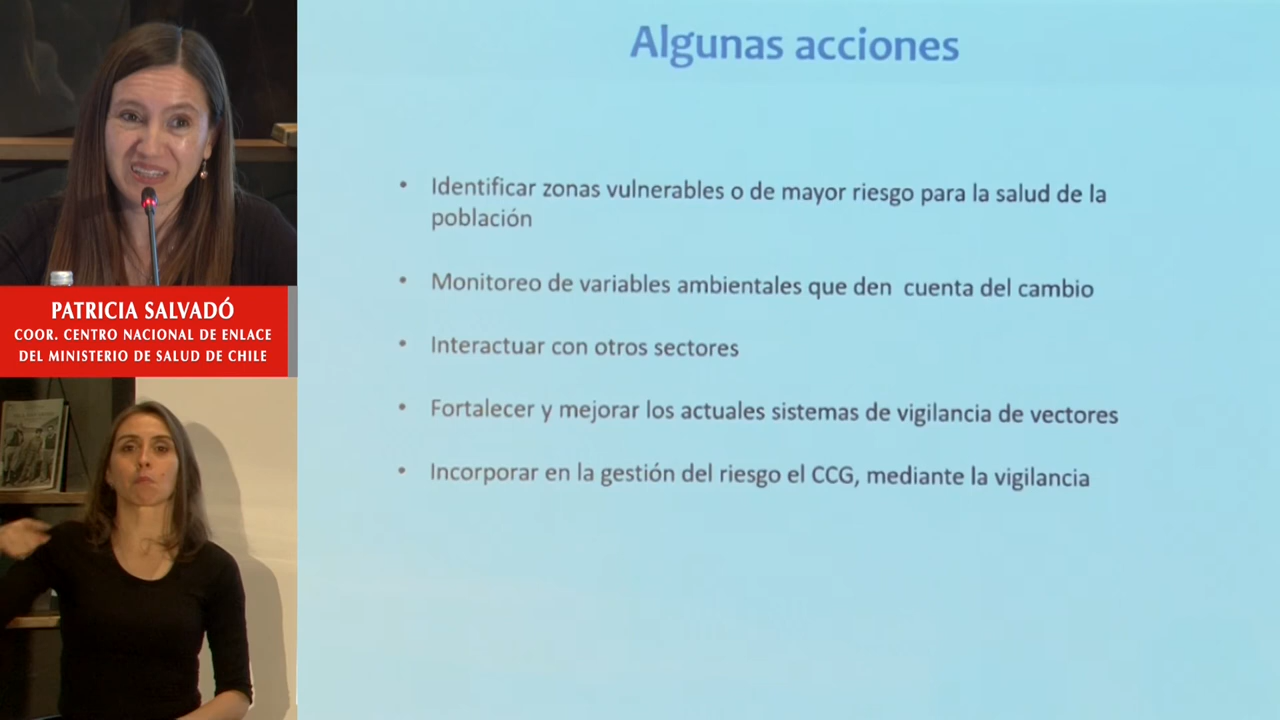 Algunas acciones
• Identificar zonas vulnerables o de mayor riesgo para la salud de la
población
• Monitoreo de variables ambientales que den cuenta del cambio
• Interactuar con otros sectores
• Fortalecer y mejorar los actuales sistemas de vigilancia de vectores
• Incorporar en la gestión del riesgo el CCG, mediante la vigilancia
PATRICIA SALVADÓ
COOR. CENTRO NACIONAL DE ENLACE
DEL MINISTERIO DE SALUD DE CHILE